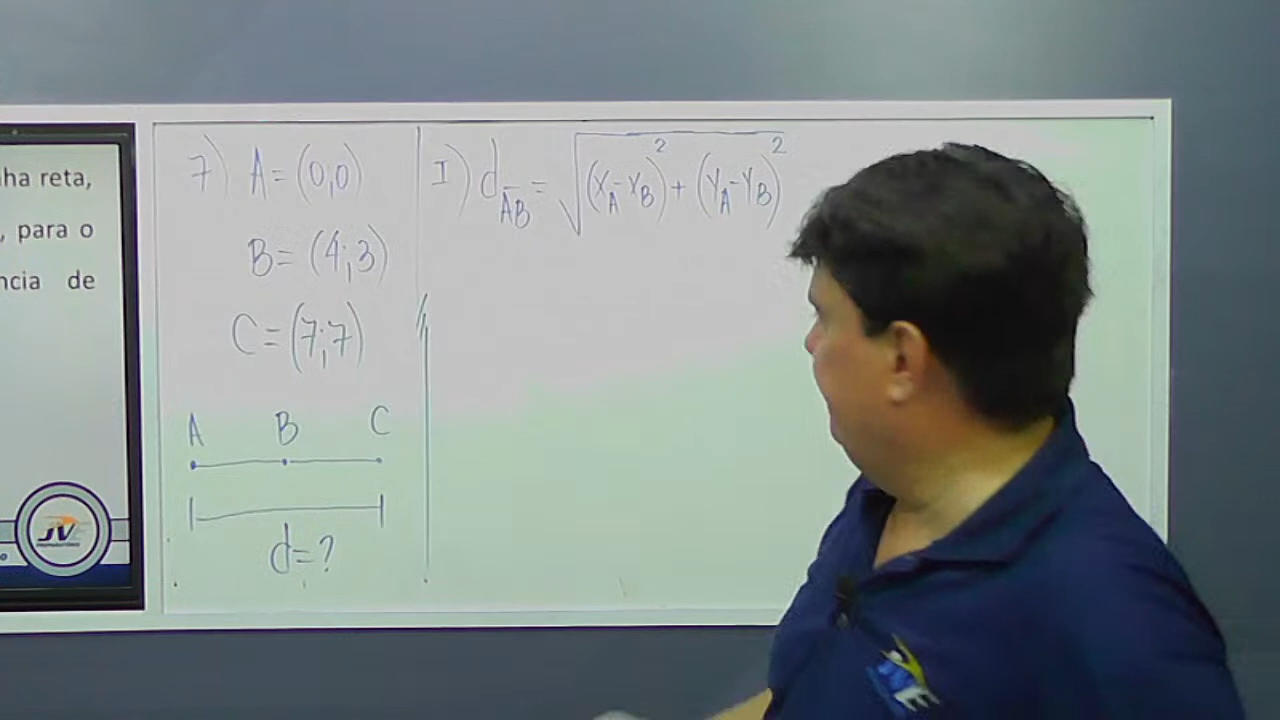 ha reta,
, para o
ncia de
JV
7) A=(0,0)
B=(4;3)
C=(7;7)
A B C
d=?
I) d_AB = √(X_A-X_B)²+(Y_A-Y_B)²